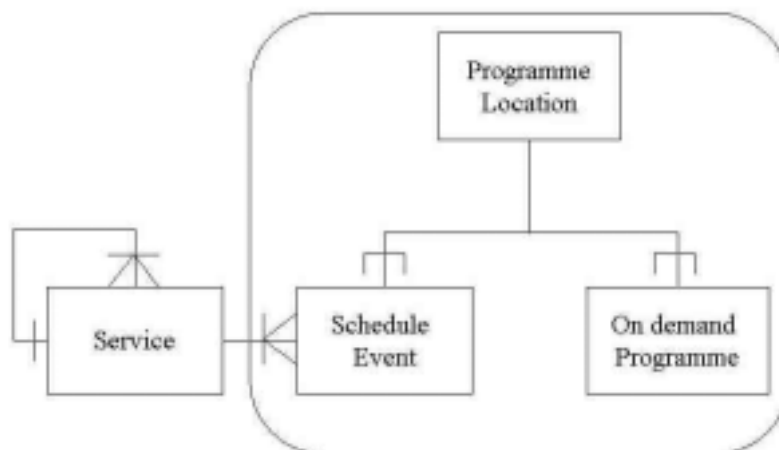 Programme
Location
Service
Schedule
Event
On demand
Programme